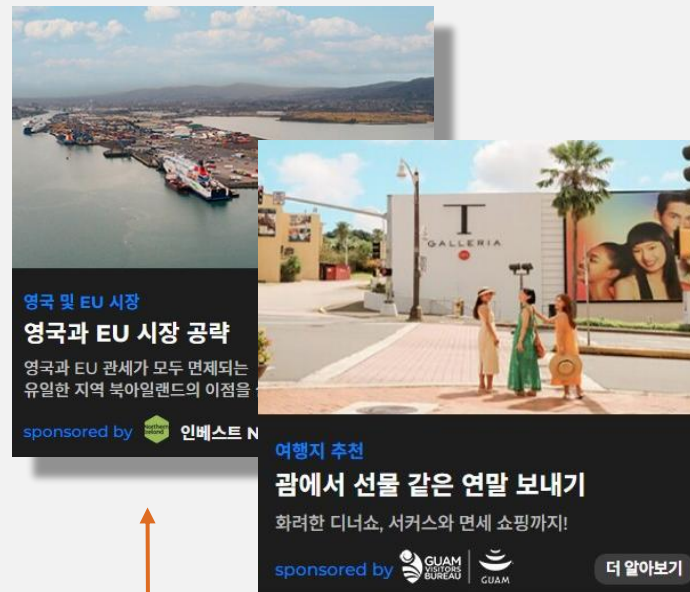 영국 및 EU 시장
영국과 EU 시장 공략
영국과 EU 관세가 모두 면제되는
유일한 지역 북아일랜드의 이점을
sponsored by Northern Ireland 인베스트 N
T
GALLERIA
여행지 추천
괌에서 선물 같은 연말 보내기
화려한 디너쇼, 서커스와 면세 쇼핑까지!
sponsored by GUAM VISITORS BUREAU GUAM
더 알아보기